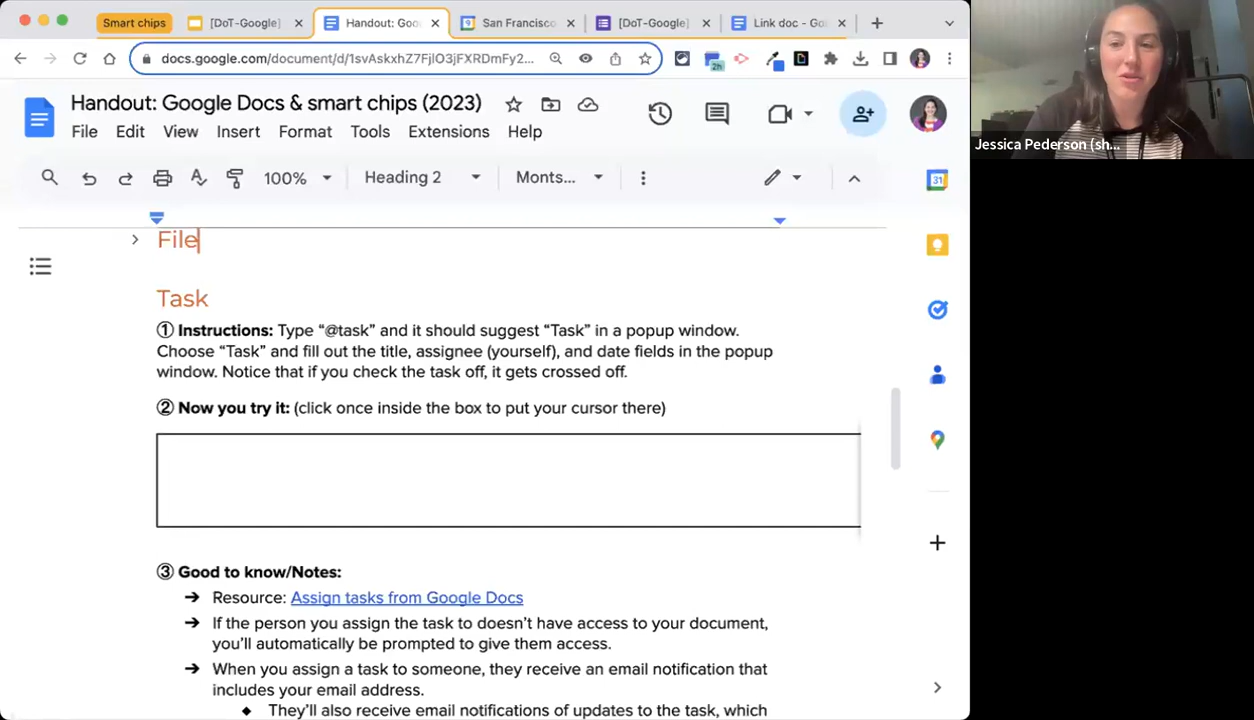 Smart chips
[DoT-Google]
Handout: Goo
San Francisco
[DoT-Google]
Link doc - Go
docs.google.com/document/d/1svAskxhZ7FjlO3jFXRDmFy2...
2h
Handout: Google Docs & smart chips (2023)
File Edit View Insert Format Tools Extensions Help
100% Heading 2 Monts...
31
File
Task
① Instructions: Type “@task” and it should suggest “Task” in a popup window.
Choose “Task” and fill out the title, assignee (yourself), and date fields in the popup
window. Notice that if you check the task off, it gets crossed off.
② Now you try it: (click once inside the box to put your cursor there)
③ Good to know/Notes:
➔ Resource: Assign tasks from Google Docs
➔ If the person you assign the task to doesn’t have access to your document,
you’ll automatically be prompted to give them access.
➔ When you assign a task to someone, they receive an email notification that
includes your email address.
◆ They’ll also receive email notifications of updates to the task, which
Jessica Pederson (sh...